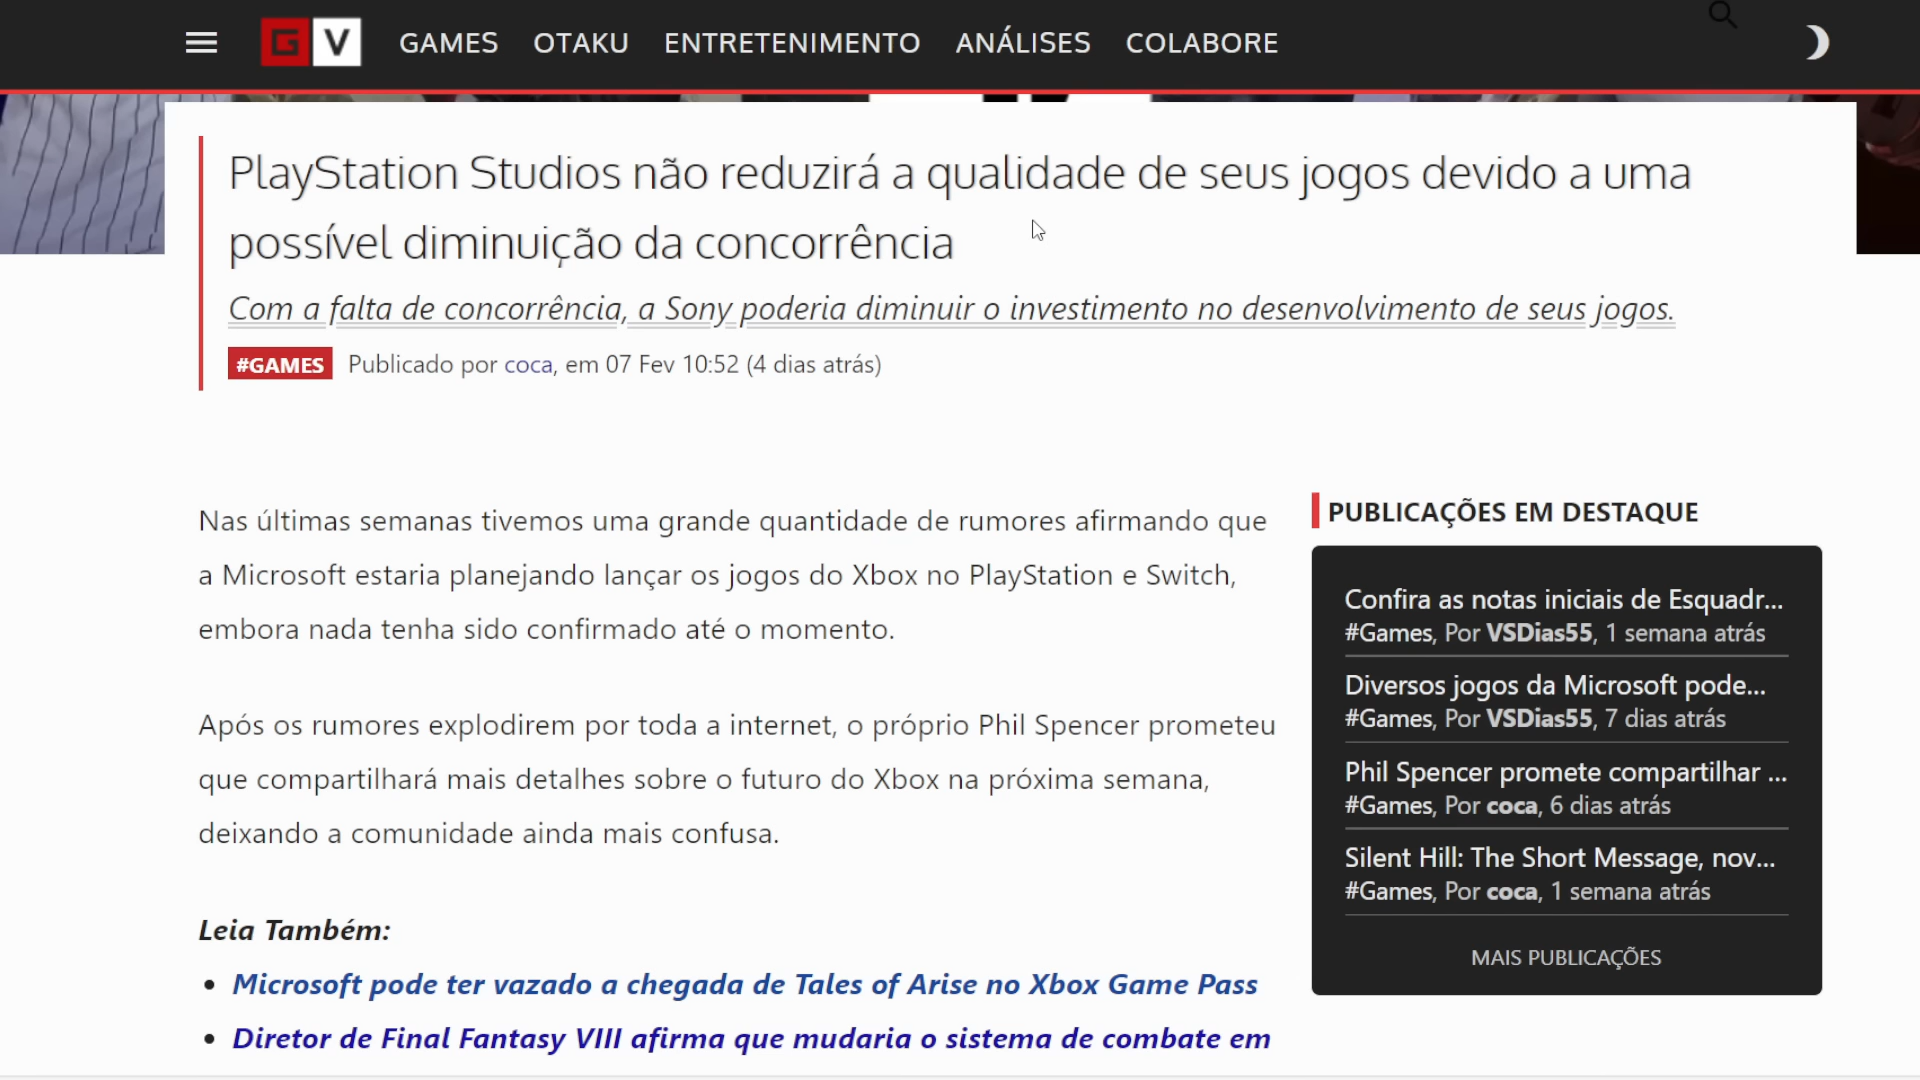 G V GAMES OTAKU ENTRETENIMENTO ANÁLISES COLABORE
PlayStation Studios não reduzirá a qualidade de seus jogos devido a uma
possível diminuição da concorrência
Com a falta de concorrência, a Sony poderia diminuir o investimento no desenvolvimento de seus jogos.
#GAMES Publicado por coca, em 07 Fev 10:52 (4 dias atrás)
Nas últimas semanas tivemos uma grande quantidade de rumores afirmando que
a Microsoft estaria planejando lançar os jogos do Xbox no PlayStation e Switch,
embora nada tenha sido confirmado até o momento.
Após os rumores explodirem por toda a internet, o próprio Phil Spencer prometeu
que compartilhará mais detalhes sobre o futuro do Xbox na próxima semana,
deixando a comunidade ainda mais confusa.
Leia Também:
• Microsoft pode ter vazado a chegada de Tales of Arise no Xbox Game Pass
• Diretor de Final Fantasy VIII afirma que mudaria o sistema de combate em
PUBLICAÇÕES EM DESTAQUE
Confira as notas iniciais de Esquadr...
#Games, Por VSDias55, 1 semana atrás
Diversos jogos da Microsoft pode...
#Games, Por VSDias55, 7 dias atrás
Phil Spencer promete compartilhar ...
#Games, Por coca, 6 dias atrás
Silent Hill: The Short Message, nov...
#Games, Por coca, 1 semana atrás
MAIS PUBLICAÇÕES